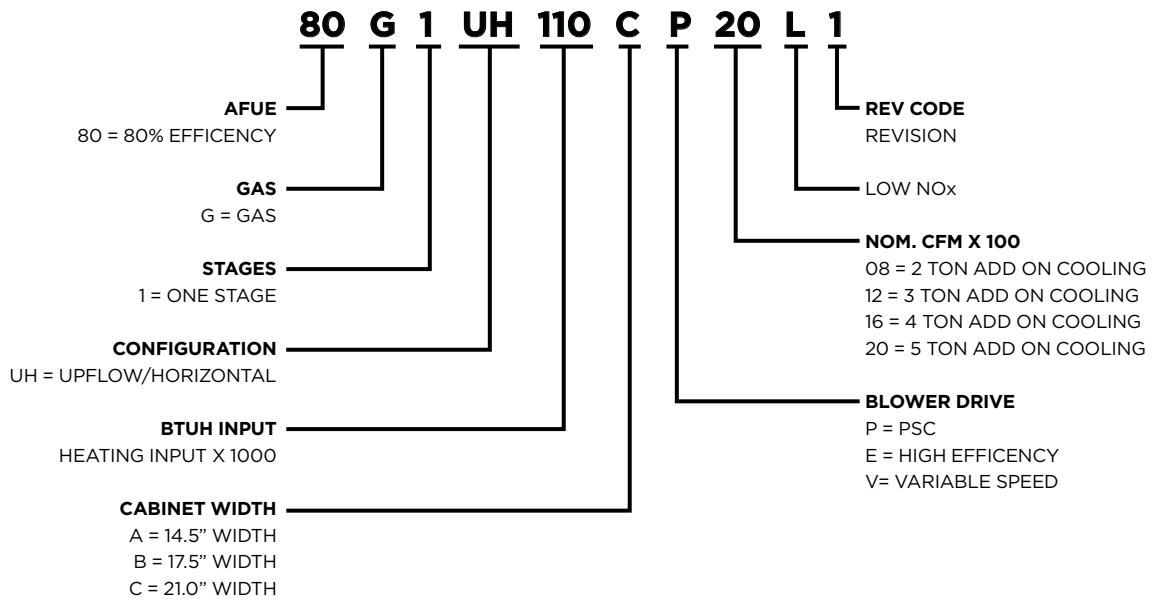 80 G 1 UH 110 C P 20 L 1
AFUE
80 = 80% EFFICENCY
GAS
G = GAS
STAGES
1 = ONE STAGE
CONFIGURATION
UH = UPFLOW/HORIZONTAL
BTUH INPUT
HEATING INPUT X 1000
CABINET WIDTH
A = 14.5” WIDTH
B = 17.5” WIDTH
C = 21.0” WIDTH
REV CODE
REVISION
LOW NOx
NOM. CFM X 100
08 = 2 TON ADD ON COOLING
12 = 3 TON ADD ON COOLING
16 = 4 TON ADD ON COOLING
20 = 5 TON ADD ON COOLING
BLOWER DRIVE
P = PSC
E = HIGH EFFICENCY
V= VARIABLE SPEED